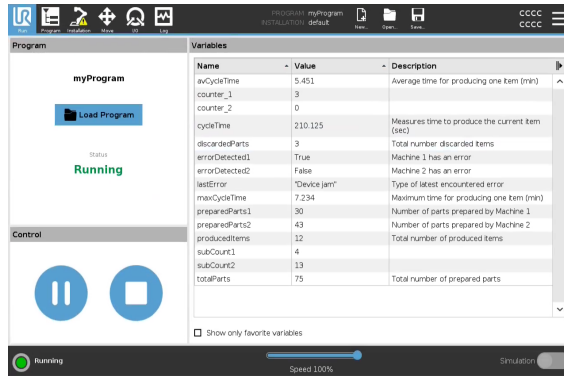 UR
Run
Program
Installation
Move
I/O
Log
PROGRAM myProgram
INSTALLATION default
New...
Open...
Save...
CCCC
CCCC
Program
myProgram
Load Program
Status
Running
Control
Variables
Name Value Description
avCycleTime 5.451 Average time for producing one item (min)
counter_1 3
counter_2 0
cycleTime 210.125 Measures time to produce the current item
(sec)
discardedParts 3 Total number discarded items
errorDetected1 True Machine 1 has an error
errorDetected2 False Machine 2 has an error
lastError "Device jam" Type of latest encountered error
maxCycleTime 7.234 Maximum time for producing one item (min)
preparedParts1 30 Number of parts prepared by Machine 1
preparedParts2 43 Number of parts prepared by Machine 2
producedItems 12 Total number of produced items
subCount1 4
subCount2 13
totalParts 75 Total number of prepared parts
Show only favorite variables
Running
Speed 100%
Simulation